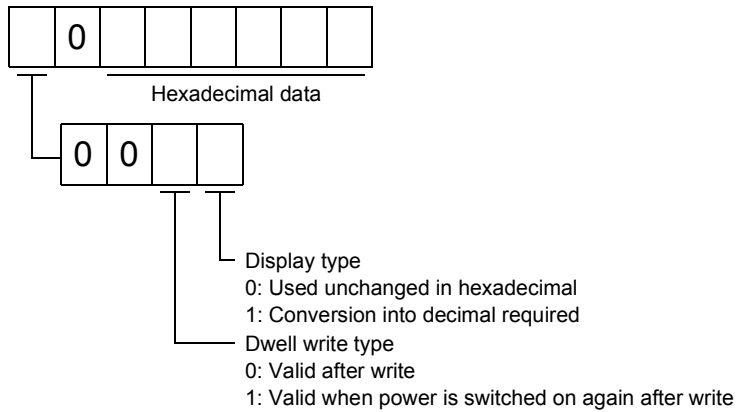 0
Hexadecimal data
0 0
Display type
0: Used unchanged in hexadecimal
1: Conversion into decimal required
Dwell write type
0: Valid after write
1: Valid when power is switched on again after write